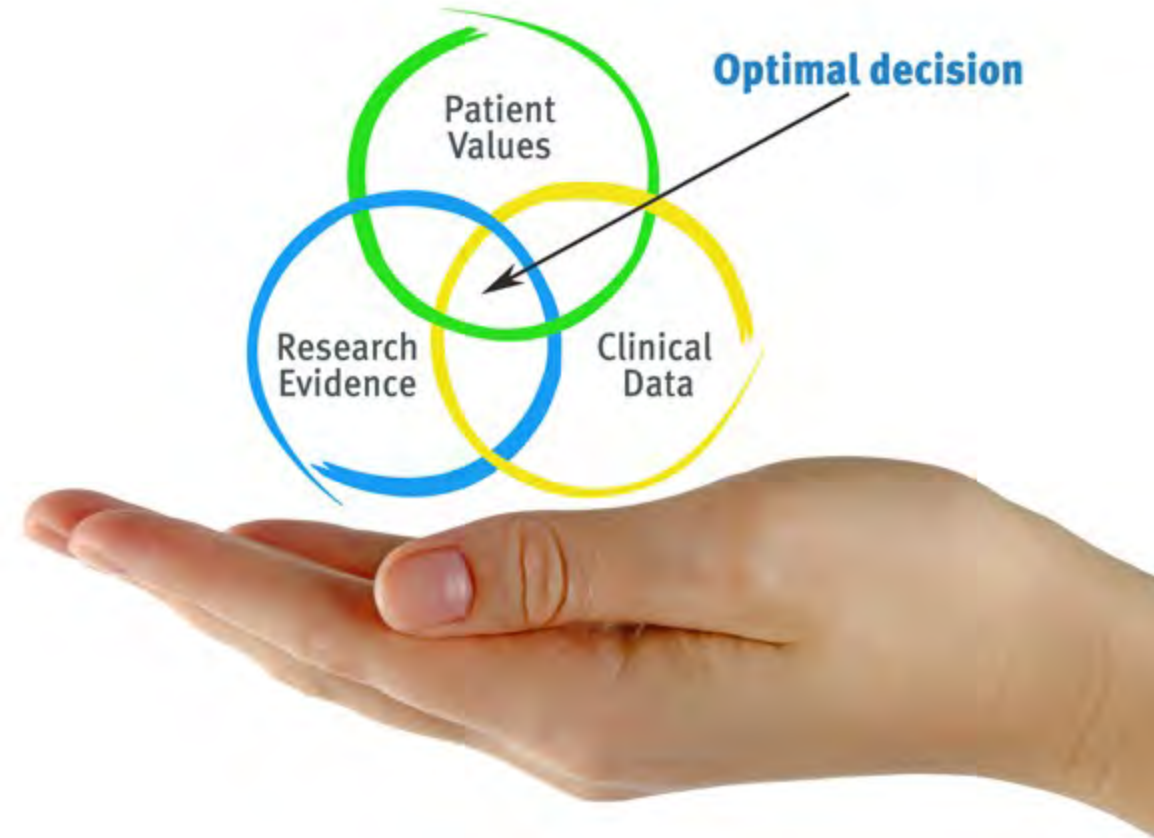 Optimal decision
Patient
Values
Research
Evidence
Clinical
Data